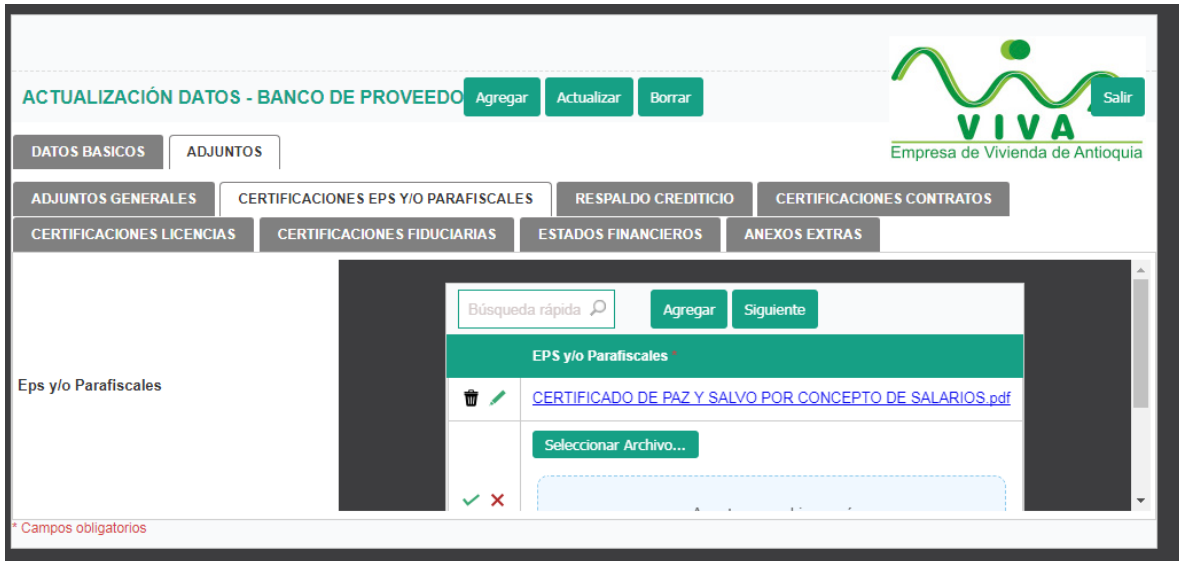 ACTUALIZACIÓN DATOS - BANCO DE PROVEEDO Agregar Actualizar Borrar Salir
VIVA
Empresa de Vivienda de Antioquia
DATOS BASICOS ADJUNTOS
ADJUNTOS GENERALES CERTIFICACIONES EPS Y/O PARAFISCALES RESPALDO CREDITICIO CERTIFICACIONES CONTRATOS
CERTIFICACIONES LICENCIAS CERTIFICACIONES FIDUCIARIAS ESTADOS FINANCIEROS ANEXOS EXTRAS
Búsqueda rápida Agregar Siguiente
EPS y/o Parafiscales *
Eps y/o Parafiscales
CERTIFICADO DE PAZ Y SALVO POR CONCEPTO DE SALARIOS.pdf
Seleccionar Archivo...
* Campos obligatorios